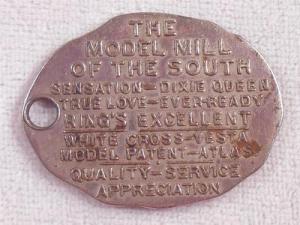 THE
MODEL MILL
OF THE SOUTH
SENSATION-DIXIE QUEEN
TRUE LOVE-EVER-READY
RING'S EXCELLENT
WHITE CROSS-VESTA
MODEL PATENT-ATLAS
QUALITY-SERVICE
APPRECIATION